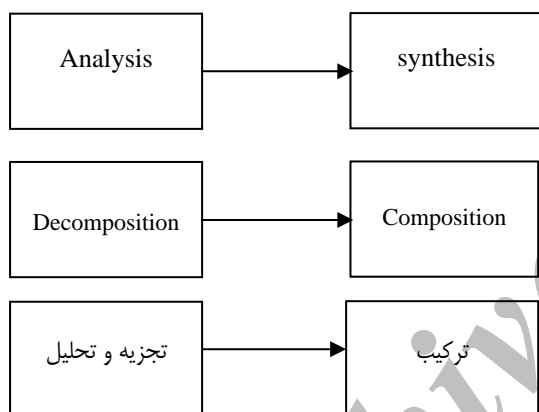 Analysis
synthesis
Decomposition
Composition
تجزیه و تحلیل
ترکیب